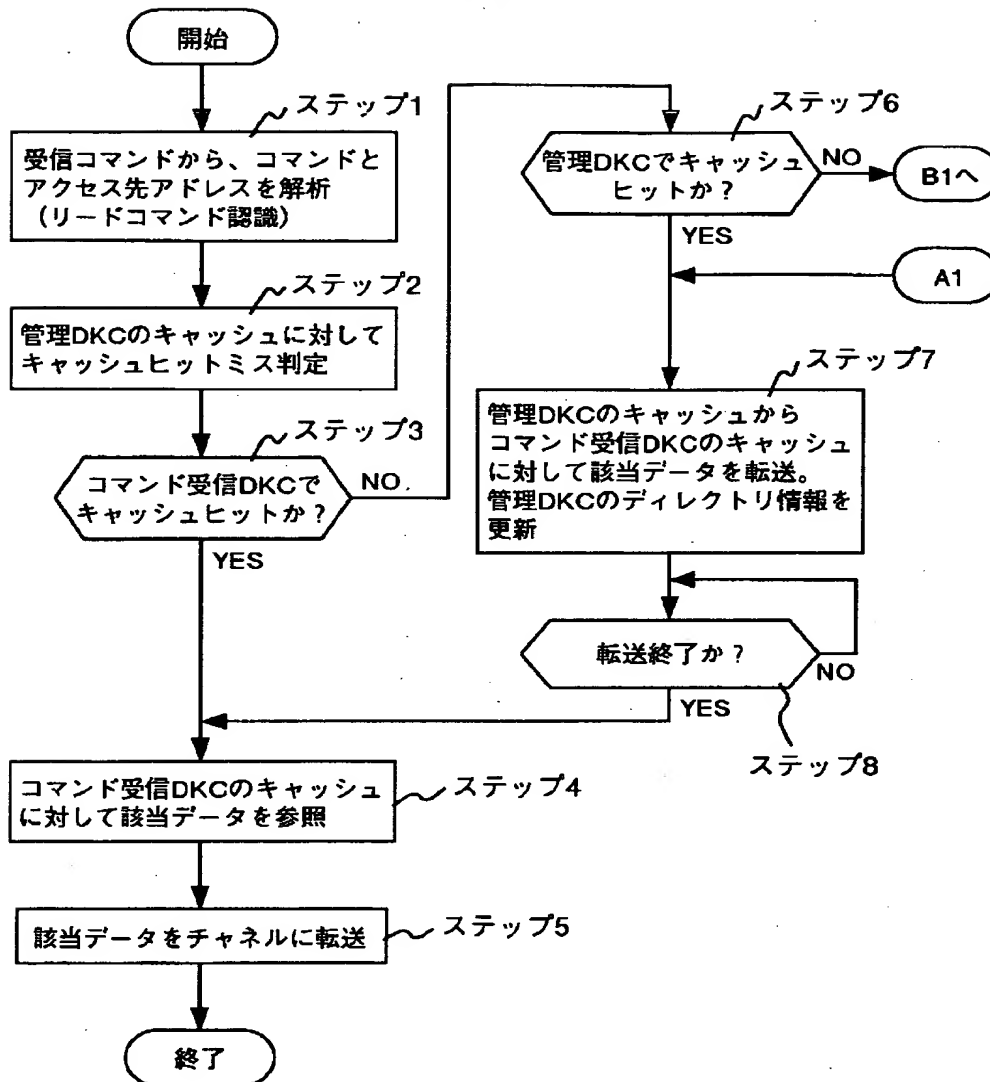 開始
ステップ1
受信コマンドから、コマンドと
アクセス先アドレスを解析
（リードコマンド認識）
ステップ2
管理DKCのキャッシュに対して
キャッシュヒットミス判定
ステップ3
コマンド受信DKCで
キャッシュヒットか？
NO.
YES
ステップ6
管理DKCでキャッシュ
ヒットか？
NO
B1へ
YES
A1
ステップ7
管理DKCのキャッシュから
コマンド受信DKCのキャッシュ
に対して該当データを転送。
管理DKCのディレクトリ情報を
更新
転送終了か？
NO
YES
ステップ8
コマンド受信DKCのキャッシュ
に対して該当データを参照
ステップ4
該当データをチャネルに転送
ステップ5
終了